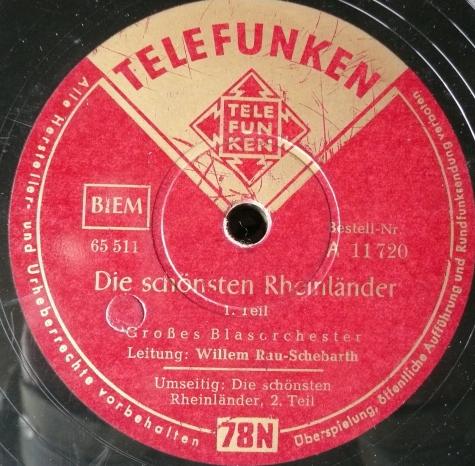 TELEFUNKEN
TELE
FUN
KEN
BIEM
65 511
Bestell-Nr.
A 11720
Die schönsten Rheinländer
1. Teil
Großes Blasorchester
Leitung: Willem Rau-Schebarth
Umseitig: Die schönsten
Rheinländer, 2. Teil
78N
Alle Hersteller- und Urheberrechte vorbehalten
Überspielung, öffentliche Aufführung und Rundfunksendung verboten